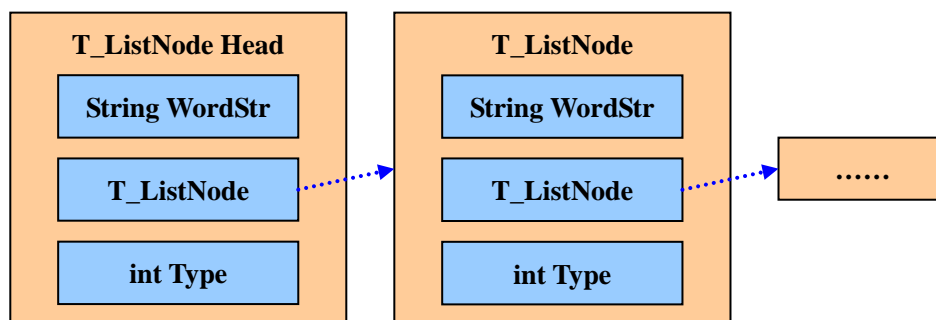 T_ListNode Head
String WordStr
T_ListNode
int Type
T_ListNode
String WordStr
T_ListNode
int Type
......